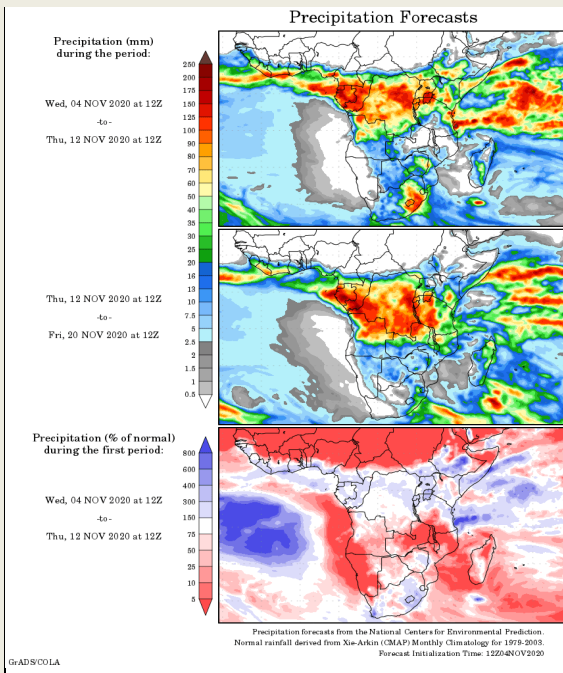 Precipitation Forecasts
Precipitation (mm)
during the period:
Wed, 04 NOV 2020 at 12Z
-to-
Thu, 12 NOV 2020 at 12Z
250
200
175
150
125
100
90
80
70
60
50
40
35
30
25
20
16
13
10
7.5
5
2.5
2
1.5
1
0.5
Thu, 12 NOV 2020 at 12Z
-to-
Fri, 20 NOV 2020 at 12Z
Precipitation (% of normal)
during the first period:
Wed, 04 NOV 2020 at 12Z
-to-
Thu, 12 NOV 2020 at 12Z
800
600
400
300
150
75
50
25
10
5
Precipitation forecasts from the National Centers for Environmental Prediction.
Normal rainfall derived from Xie-Arkin (CMAP) Monthly Climatology for 1979-2003.
Forecast Initialization Time: 12Z04NOV2020
GrADS/COLA